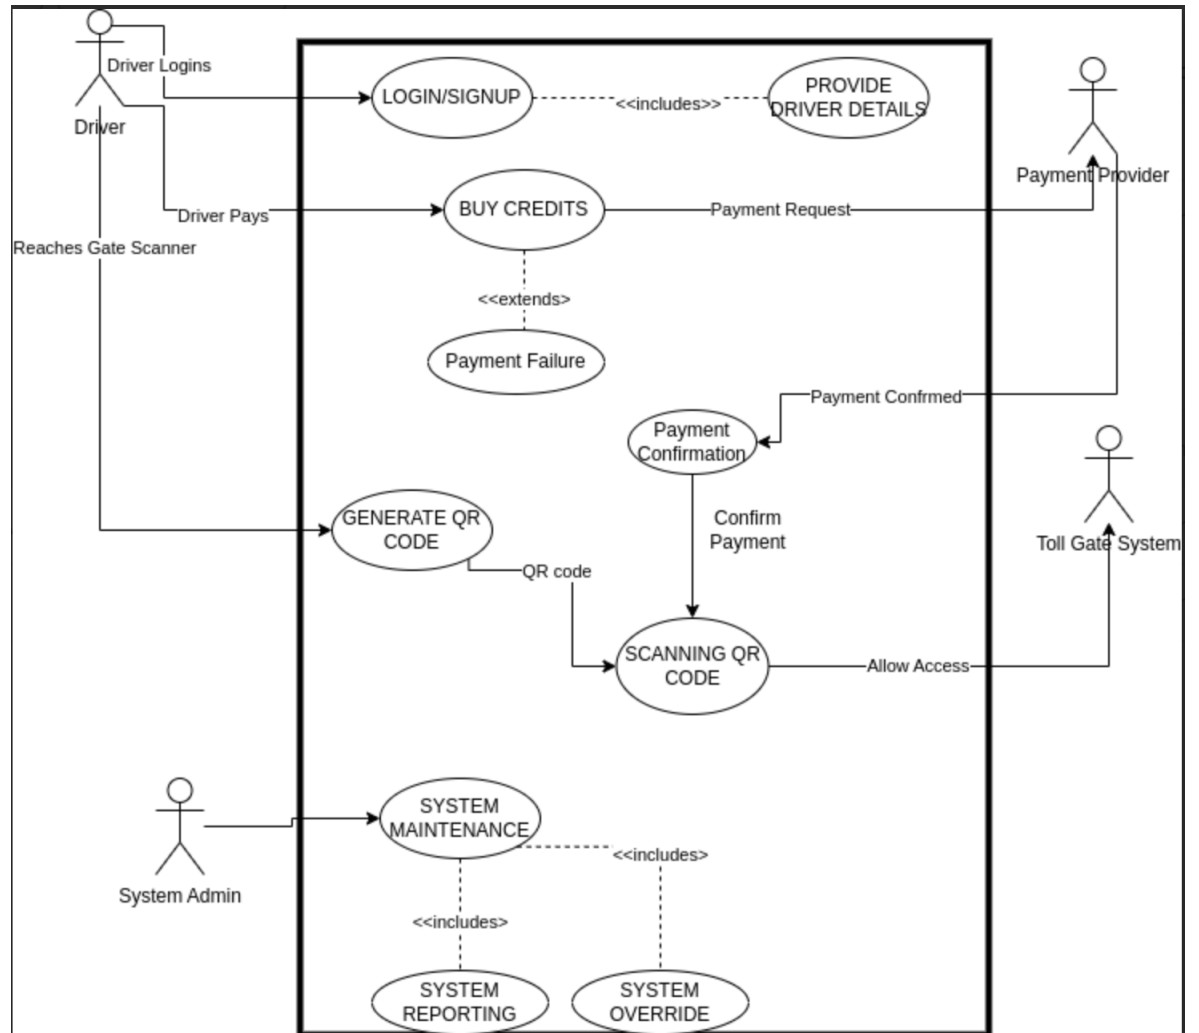 Driver Logins
Driver
LOGIN/SIGNUP
<<includes>>
PROVIDE
DRIVER DETAILS
Payment Provider
Driver Pays
BUY CREDITS
Payment Request
Reaches Gate Scanner
<<extends>
Payment Failure
Payment Confrmed
Payment
Confirmation
Confirm
Payment
Toll Gate System
GENERATE QR
CODE
QR code
SCANNING QR
CODE
Allow Access
System Admin
SYSTEM
MAINTENANCE
<<includes>
<<includes>
SYSTEM
REPORTING
SYSTEM
OVERRIDE